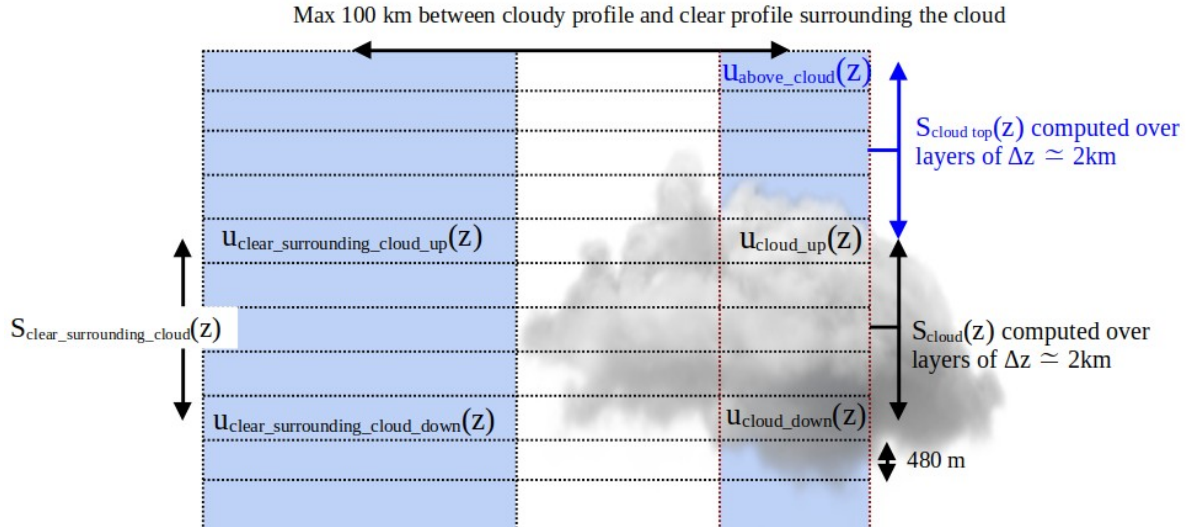 Max 100 km between cloudy profile and clear profile surrounding the cloud
u_above_cloud(z)
S_cloud top(z) computed over
layers of Δz ≃ 2km
u_clear_surrounding_cloud_up(z)
u_cloud_up(z)
S_clear_surrounding_cloud(z)
S_cloud(z) computed over
layers of Δz ≃ 2km
u_clear_surrounding_cloud_down(z)
u_cloud_down(z)
480 m